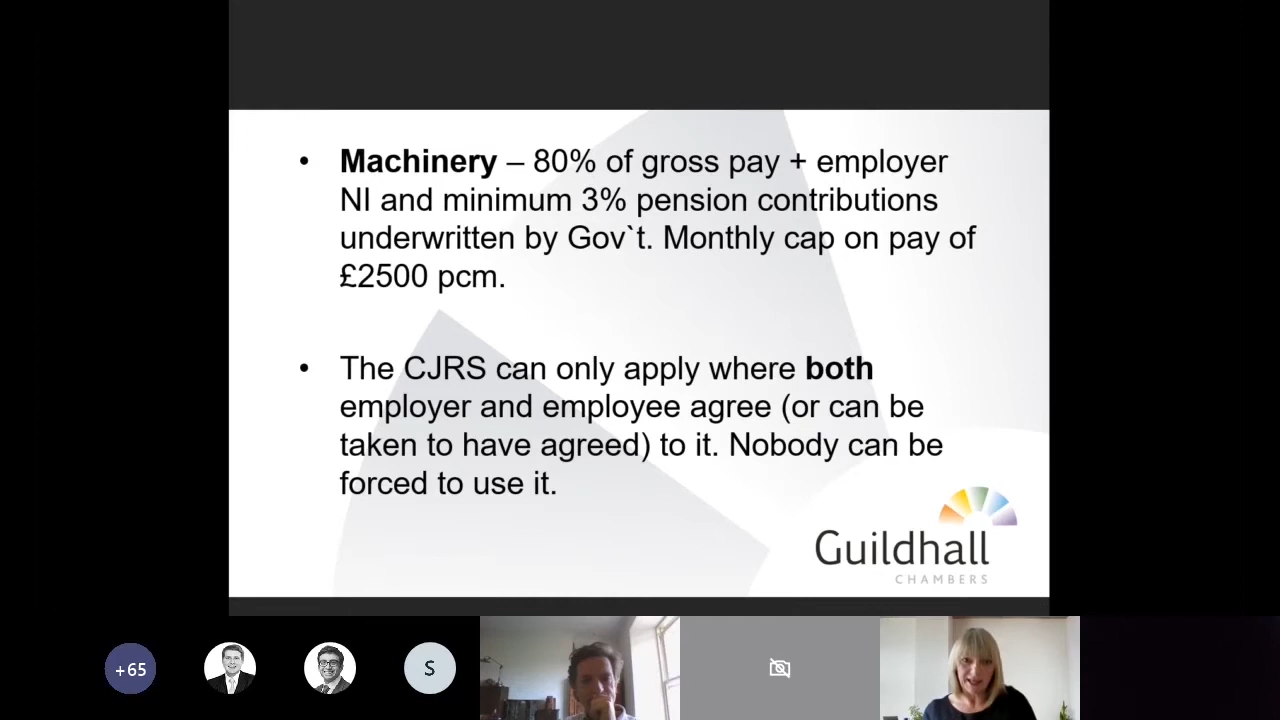 • Machinery – 80% of gross pay + employer
NI and minimum 3% pension contributions
underwritten by Gov`t. Monthly cap on pay of
£2500 pcm.
• The CJRS can only apply where both
employer and employee agree (or can be
taken to have agreed) to it. Nobody can be
forced to use it.
Guildhall
CHAMBERS
+65
S